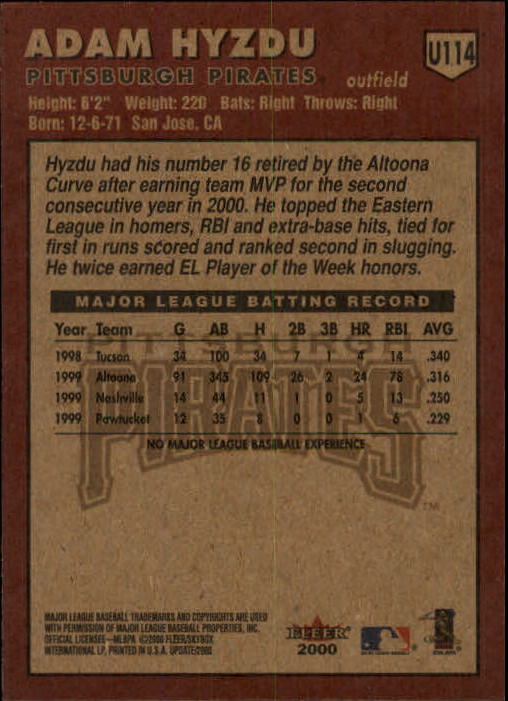 ADAM HYZDU
U114
PITTSBURGH PIRATES outfield
Height: 6'2" Weight: 220 Bats: Right Throws: Right
Born: 12-6-71 San Jose, CA
Hyzdu had his number 16 retired by the Altoona
Curve after earning team MVP for the second
consecutive year in 2000. He topped the Eastern
League in homers, RBI and extra-base hits, tied for
first in runs scored and ranked second in slugging.
He twice earned EL Player of the Week honors.
MAJOR LEAGUE BATTING RECORD
Year Team G AB H 2B 3B HR RBI AVG
1998 Tucson 34 100 34 7 1 4 14 .340
1999 Altoona 91 345 109 26 2 24 78 .316
1999 Nashville 14 44 11 1 0 5 13 .250
1999 Pawtucket 12 35 8 0 0 1 6 .229
NO MAJOR LEAGUE BASEBALL EXPERIENCE
PITTSBURGH
PIRATES
TM
MAJOR LEAGUE BASEBALL TRADEMARKS AND COPYRIGHTS ARE USED
WITH PERMISSION OF MAJOR LEAGUE BASEBALL PROPERTIES, INC.
OFFICIAL LICENSEE—MLBPA ©2000 FLEER/SKYBOX
INTERNATIONAL LP, PRINTED IN U.S.A. UPDATE/2000
FLEER
2000